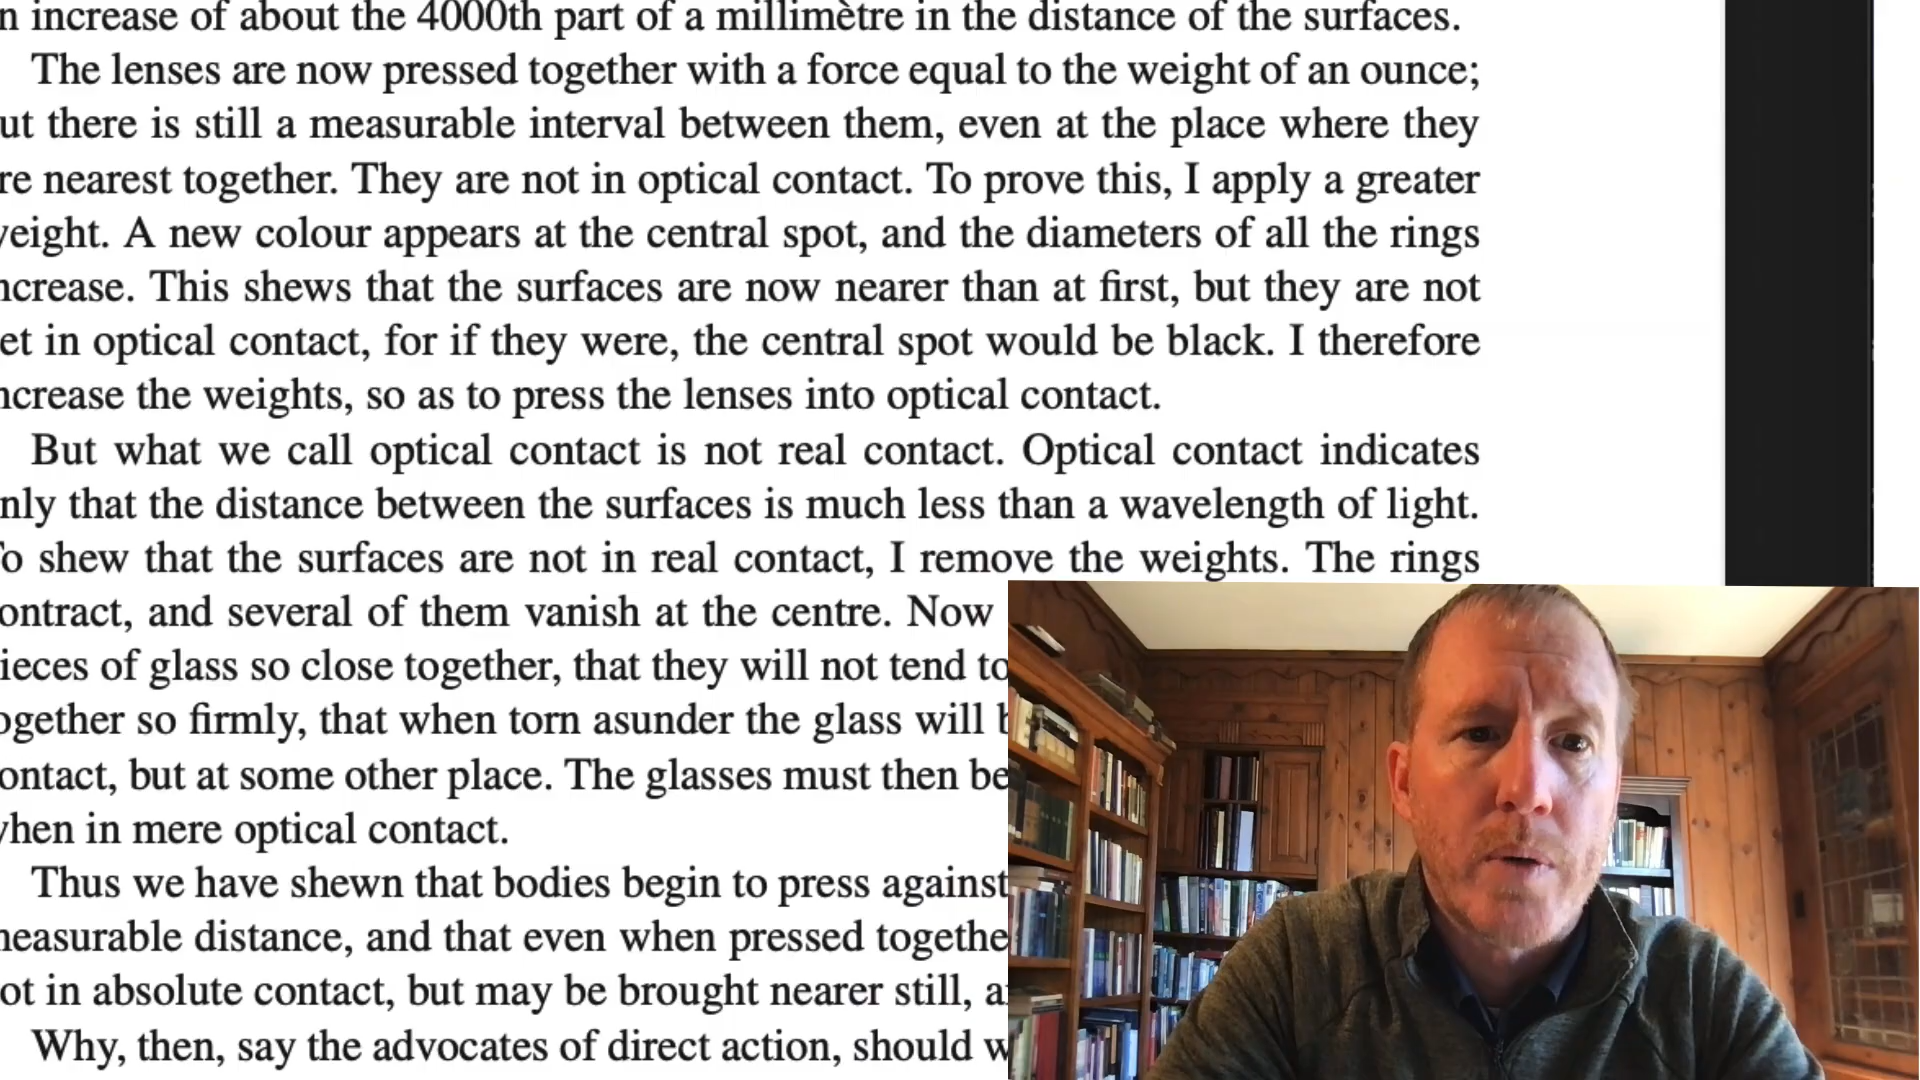 n increase of about the 4000th part of a millimètre in the distance of the surfaces.
The lenses are now pressed together with a force equal to the weight of an ounce;
ut there is still a measurable interval between them, even at the place where they
re nearest together. They are not in optical contact. To prove this, I apply a greater
eight. A new colour appears at the central spot, and the diameters of all the rings
ncrease. This shews that the surfaces are now nearer than at first, but they are not
et in optical contact, for if they were, the central spot would be black. I therefore
ncrease the weights, so as to press the lenses into optical contact.
But what we call optical contact is not real contact. Optical contact indicates
nly that the distance between the surfaces is much less than a wavelength of light.
o shew that the surfaces are not in real contact, I remove the weights. The rings
ontract, and several of them vanish at the centre. Now
ieces of glass so close together, that they will not tend to
ogether so firmly, that when torn asunder the glass will
ontact, but at some other place. The glasses must then be
hen in mere optical contact.
Thus we have shewn that bodies begin to press against
easurable distance, and that even when pressed togethe
ot in absolute contact, but may be brought nearer still, a
Why, then, say the advocates of direct action, should w